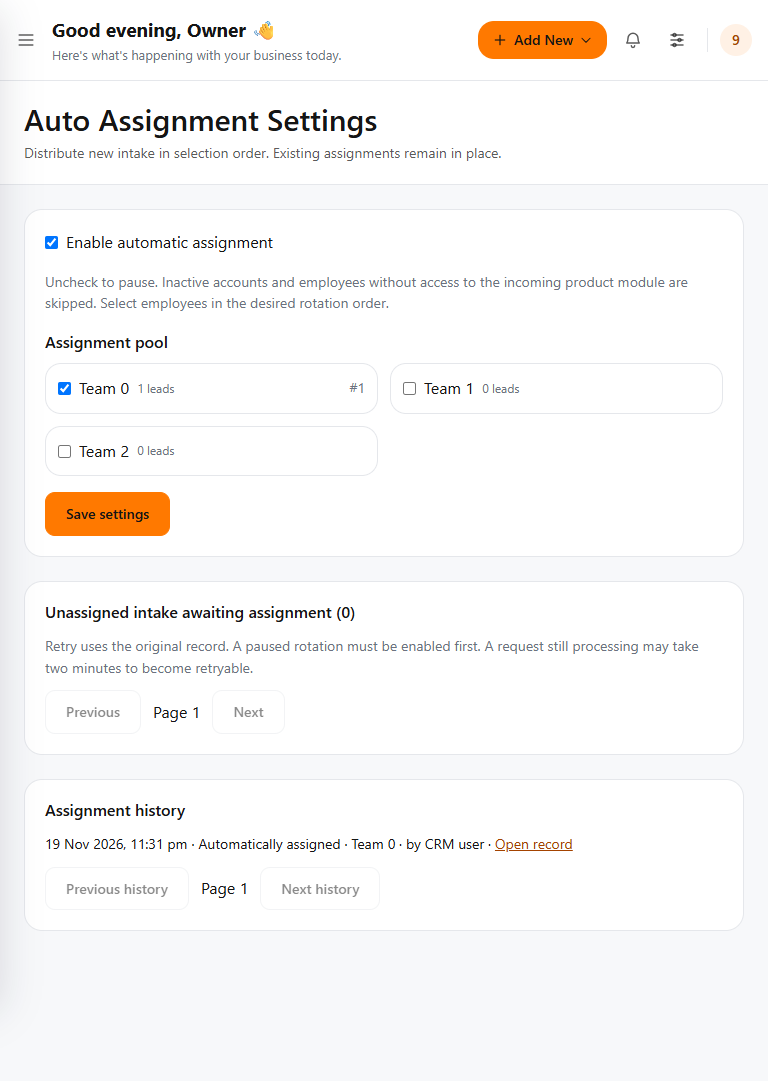 Good evening, Owner 👋
Here's what's happening with your business today.
Add New
9
Auto Assignment Settings
Distribute new intake in selection order. Existing assignments remain in place.
Enable automatic assignment
Uncheck to pause. Inactive accounts and employees without access to the incoming product module are
skipped. Select employees in the desired rotation order.
Assignment pool
Team 0 1 leads #1
Team 1 0 leads
Team 2 0 leads
Save settings
Unassigned intake awaiting assignment (0)
Retry uses the original record. A paused rotation must be enabled first. A request still processing may take
two minutes to become retryable.
Previous Page 1 Next
Assignment history
19 Nov 2026, 11:31 pm · Automatically assigned · Team 0 · by CRM user · Open record
Previous history Page 1 Next history